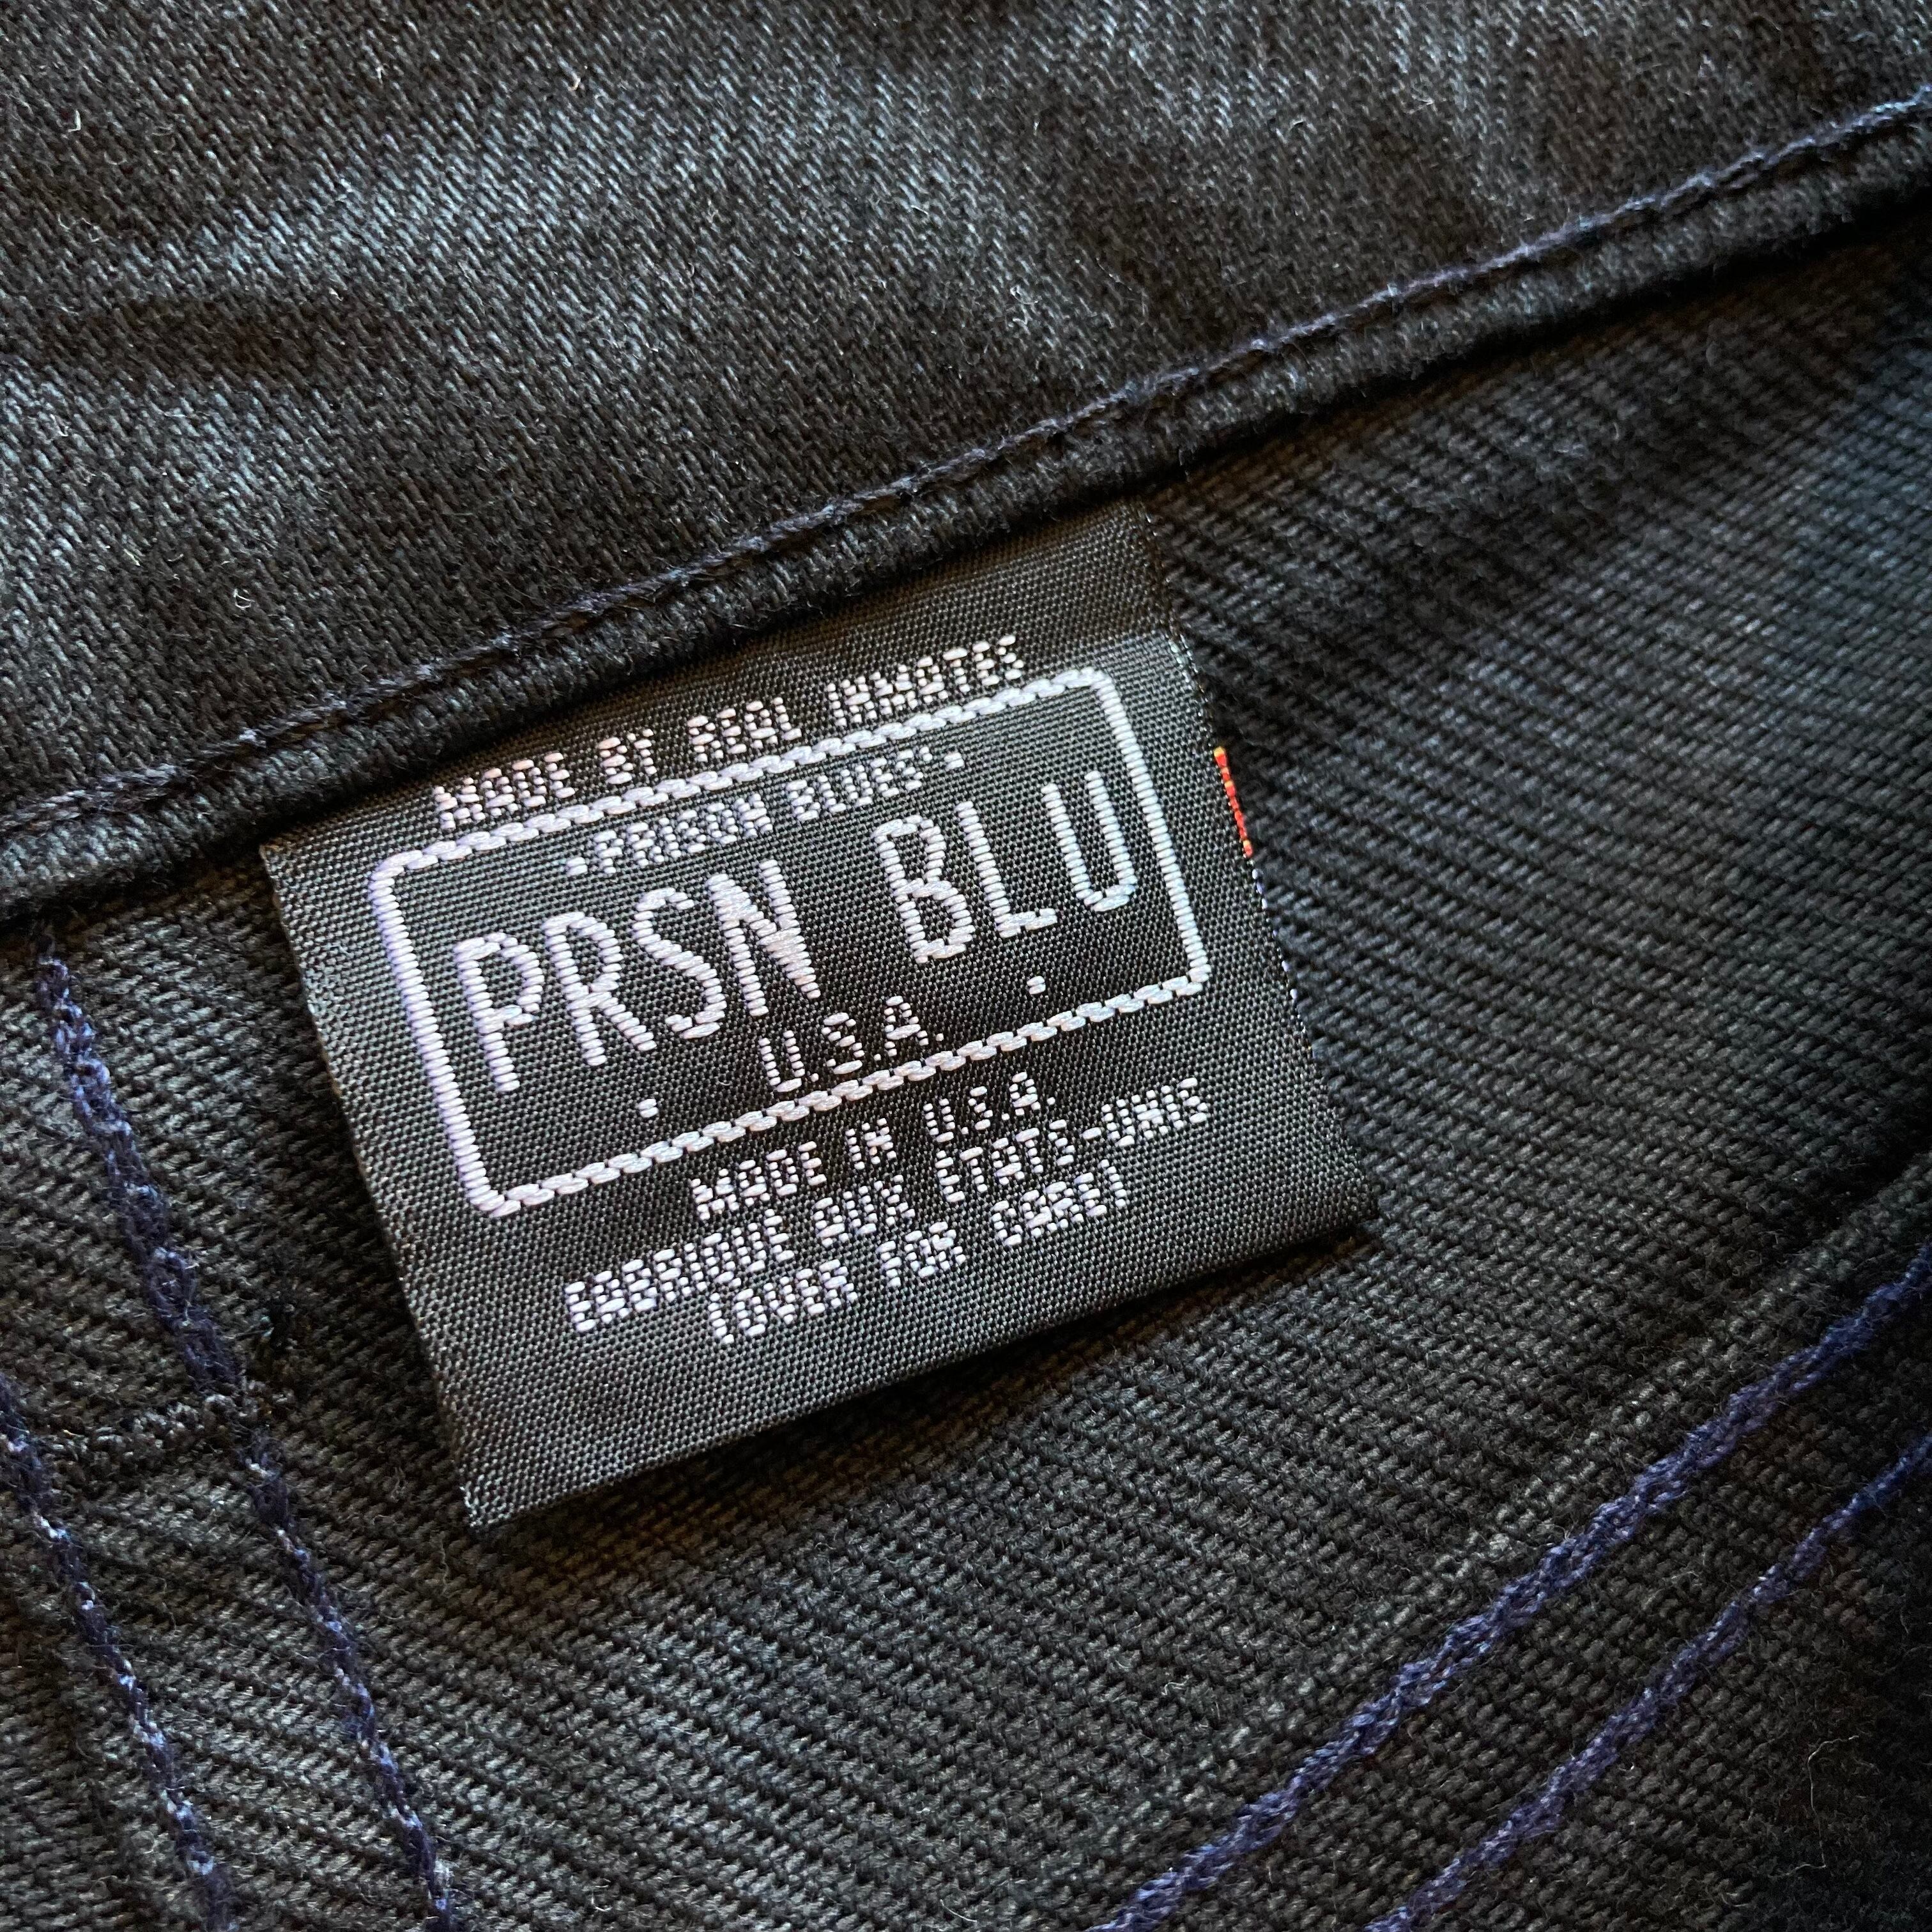 MADE BY REAL INMATES
·PRISON BLUES·
PRSN BLU
U.S.A.
MADE IN U.S.A.
FABRIQUE AUX ETATS-UNIS
(OVER FOR CARE)